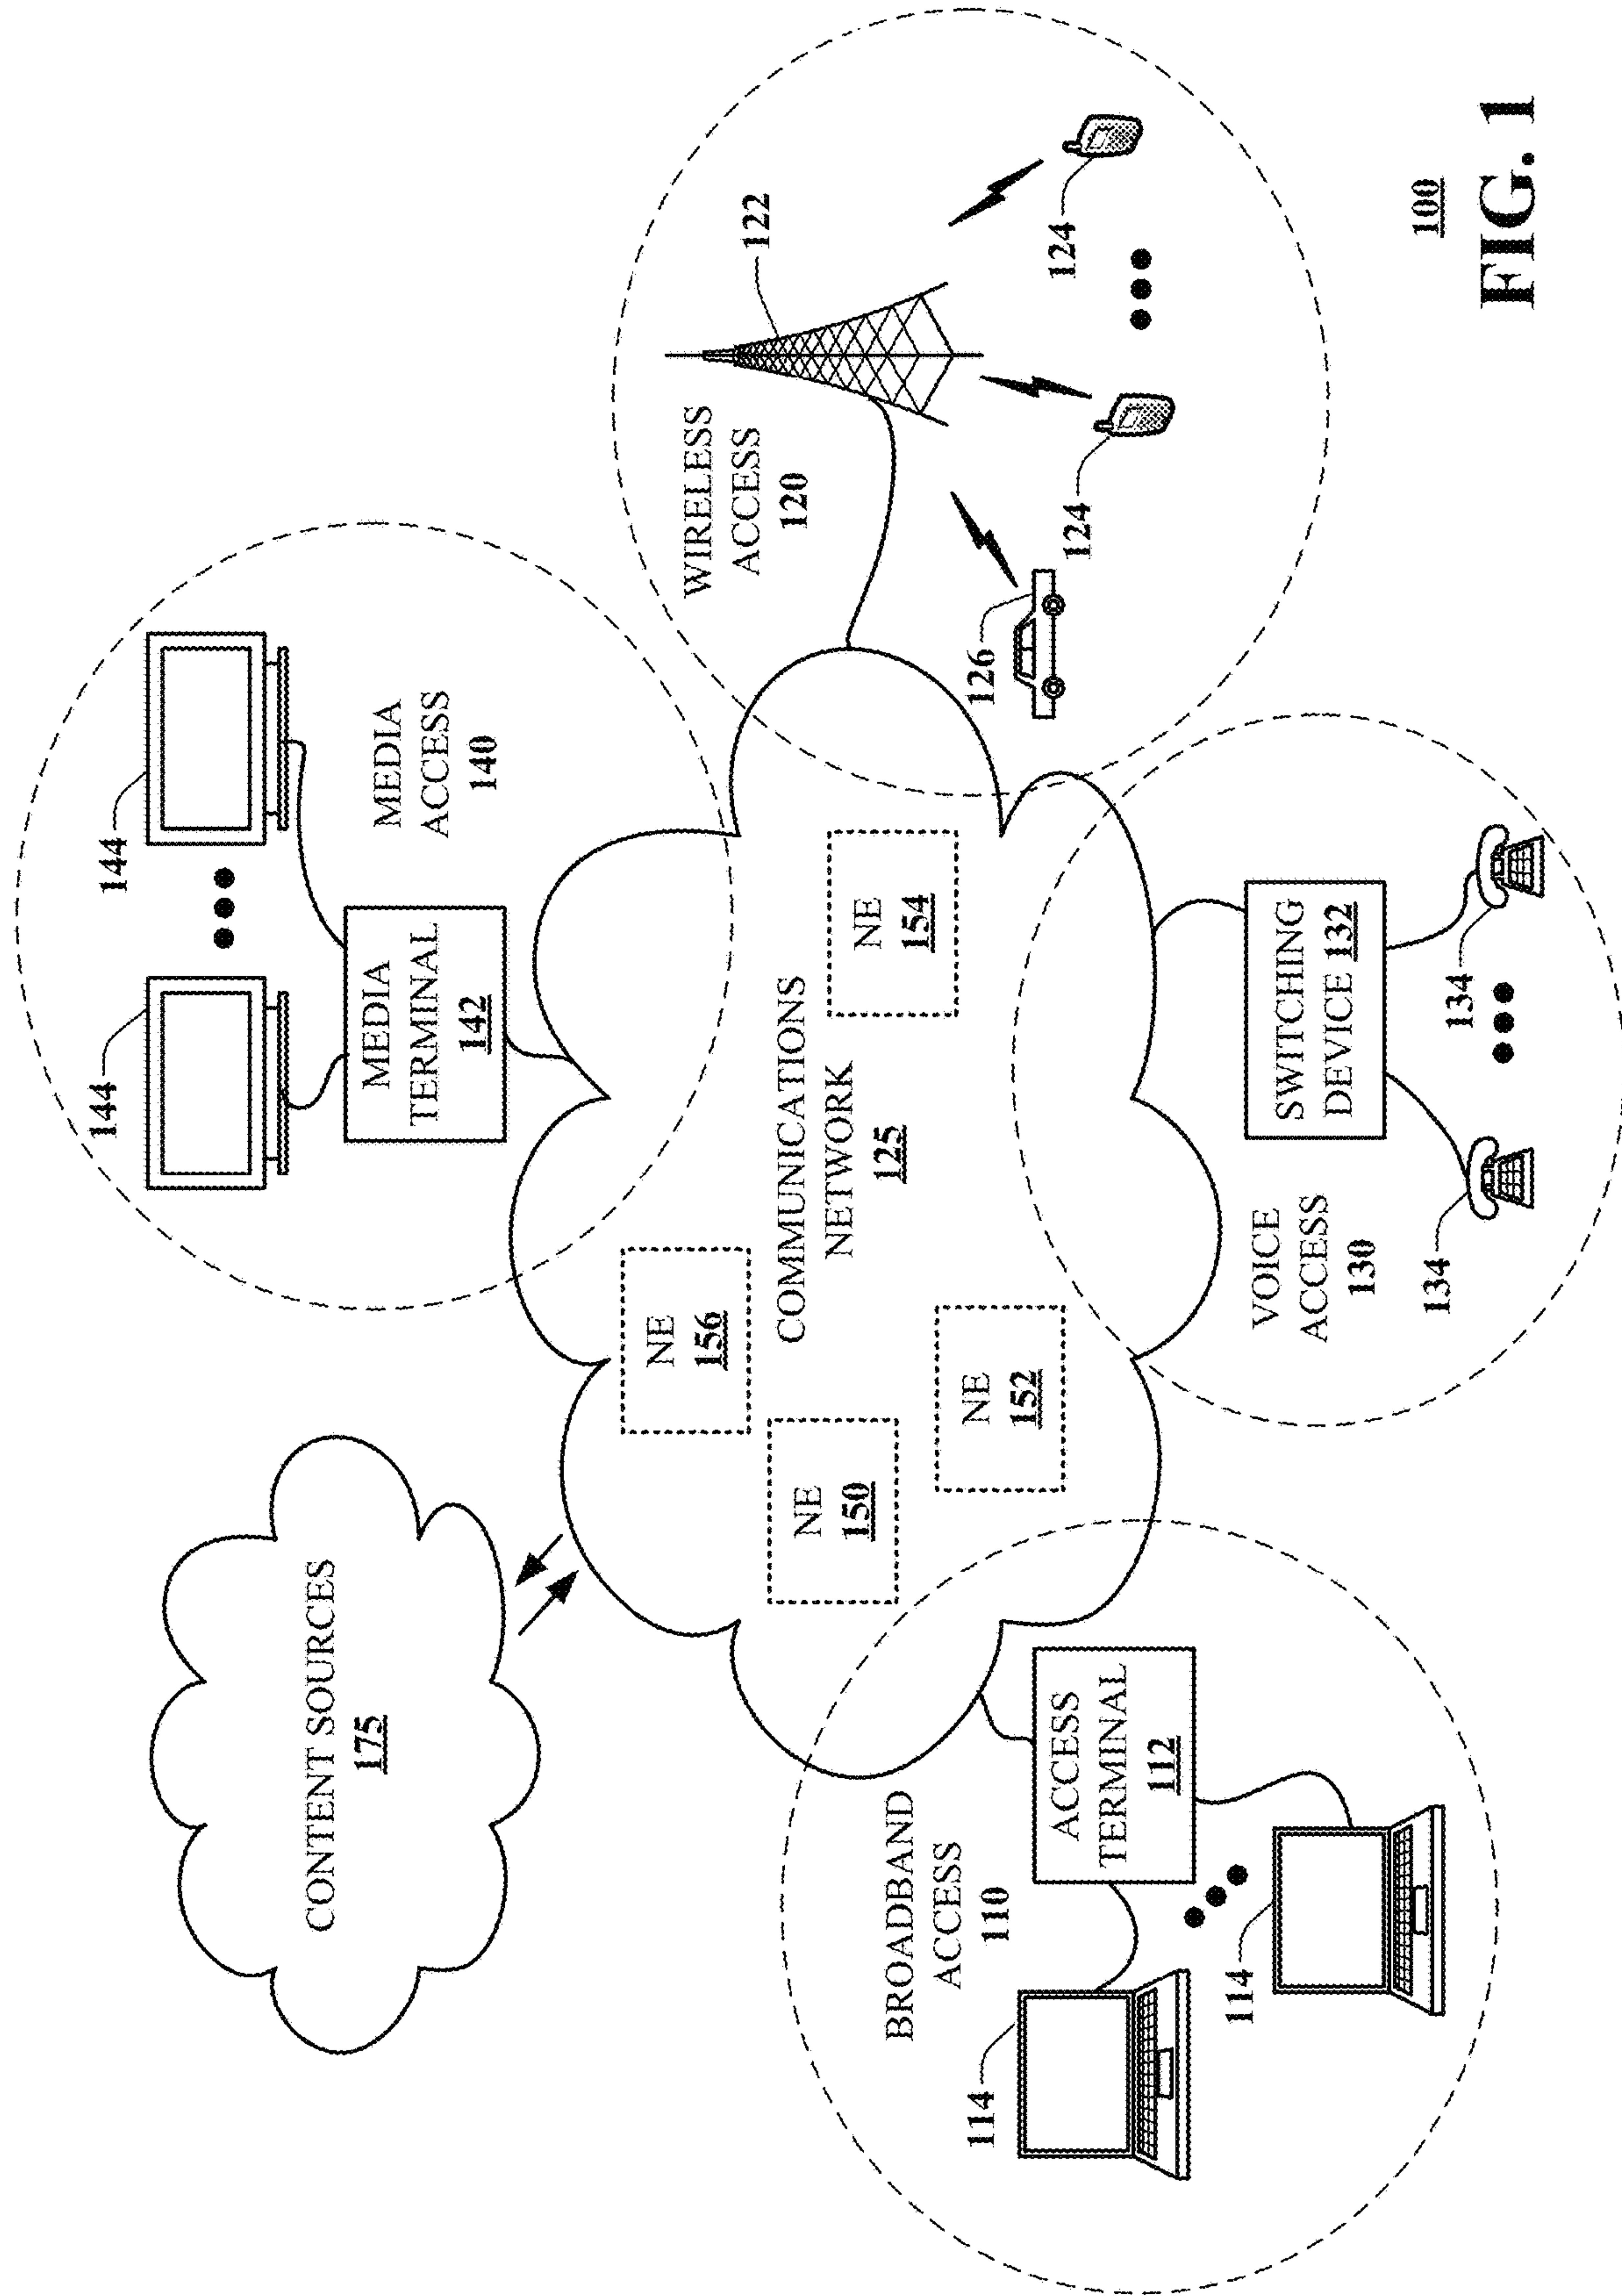 CONTENT SOURCES
175
144
144
MEDIA
TERMINAL
142
MEDIA
ACCESS
140
WIRELESS
ACCESS
120
122
NE
156
NE
150
NE
152
COMMUNICATIONS
NETWORK
125
NE
154
BROADBAND
ACCESS
110
ACCESS
TERMINAL
112
114
114
126
124
124
VOICE
ACCESS
130
SWITCHING
DEVICE 132
134
134
100
FIG. 1